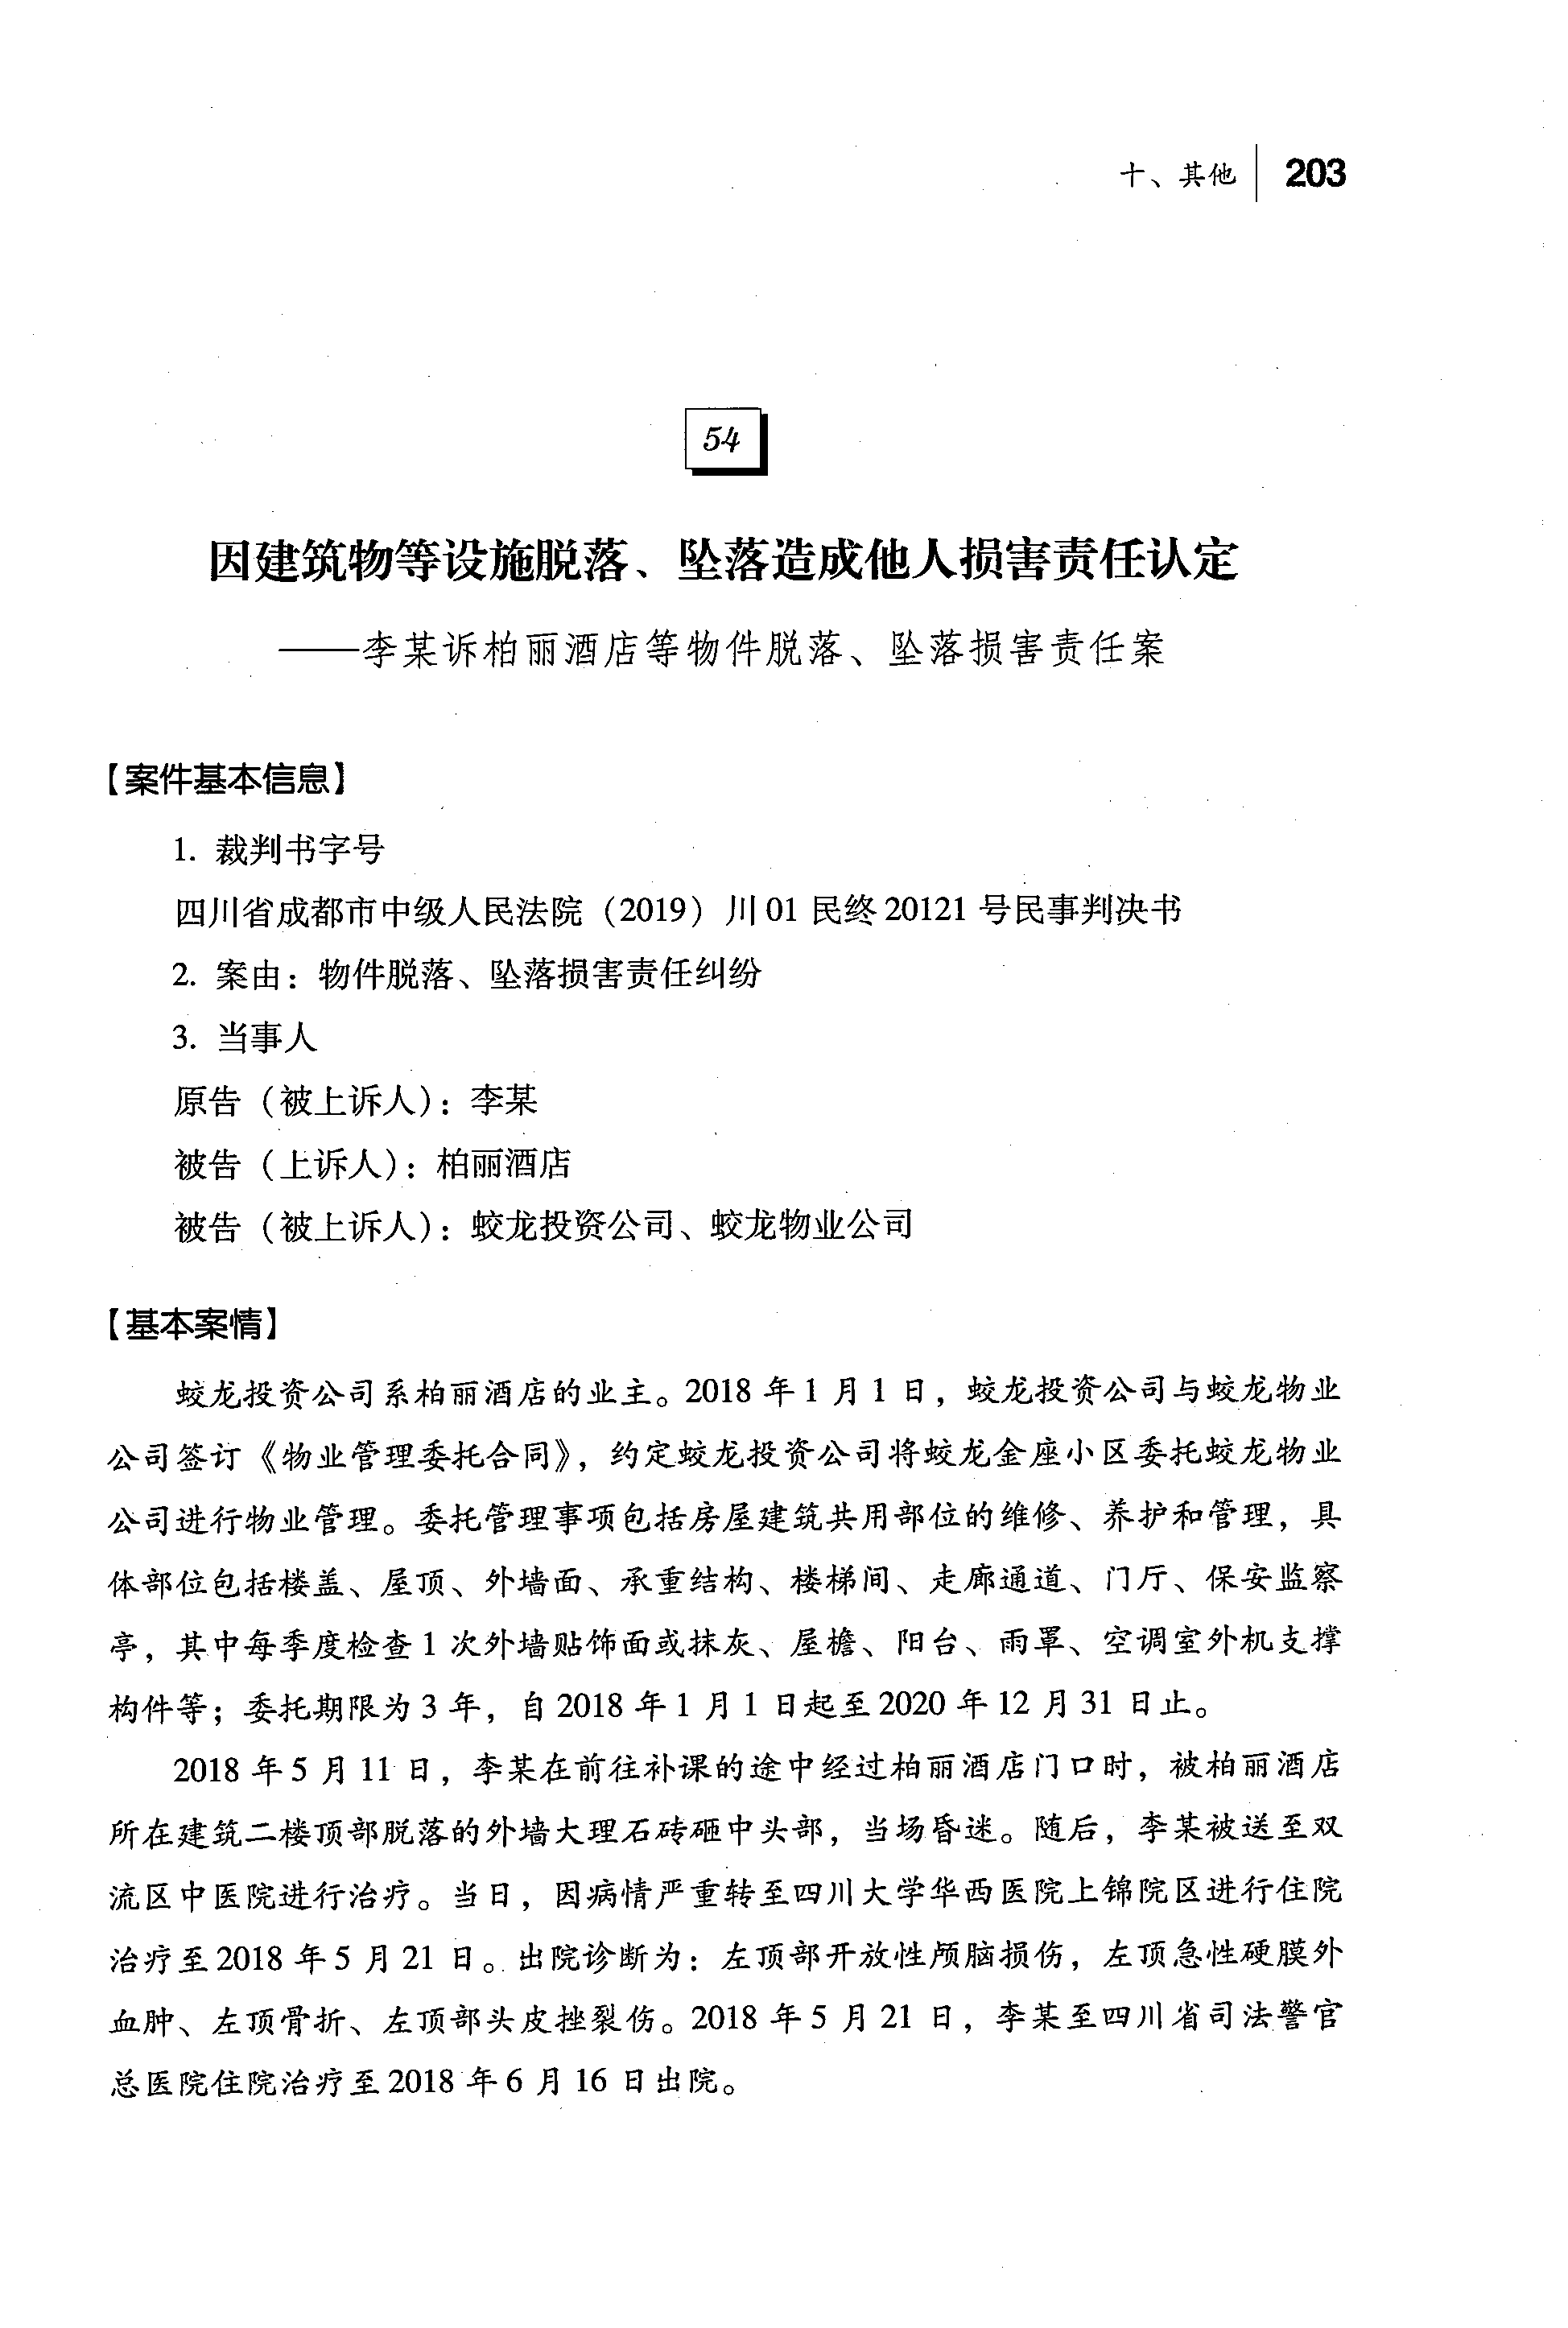 十、其他 203
54
因建筑物等设施脱落、坠落造成他人损害责任认定
——李某诉柏丽酒店等物件脱落、坠落损害责任案
【案件基本信息】
1. 裁判书字号
四川省成都市中级人民法院（2019）川01民终20121号民事判决书
2. 案由：物件脱落、坠落损害责任纠纷
3. 当事人
原告（被上诉人）：李某
被告（上诉人）：柏丽酒店
被告（被上诉人）：蛟龙投资公司、蛟龙物业公司
【基本案情】
蛟龙投资公司系柏丽酒店的业主。2018年1月1日，蛟龙投资公司与蛟龙物业
公司签订《物业管理委托合同》，约定蛟龙投资公司将蛟龙金座小区委托蛟龙物业
公司进行物业管理。委托管理事项包括房屋建筑共用部位的维修、养护和管理，具
体部位包括楼盖、屋顶、外墙面、承重结构、楼梯间、走廊通道、门厅、保安监察
亭，其中每季度检查1次外墙贴饰面或抹灰、屋檐、阳台、雨罩、空调室外机支撑
构件等；委托期限为3年，自2018年1月1日起至2020年12月31日止。
2018年5月11日，李某在前往补课的途中经过柏丽酒店门口时，被柏丽酒店
所在建筑二楼顶部脱落的外墙大理石砖砸中头部，当场昏迷。随后，李某被送至双
流区中医院进行治疗。当日，因病情严重转至四川大学华西医院上锦院区进行住院
治疗至2018年5月21日。出院诊断为：左顶部开放性颅脑损伤，左顶急性硬膜外
血肿、左顶骨折、左顶部头皮挫裂伤。2018年5月21日，李某至四川省司法警官
总医院住院治疗至2018年6月16日出院。